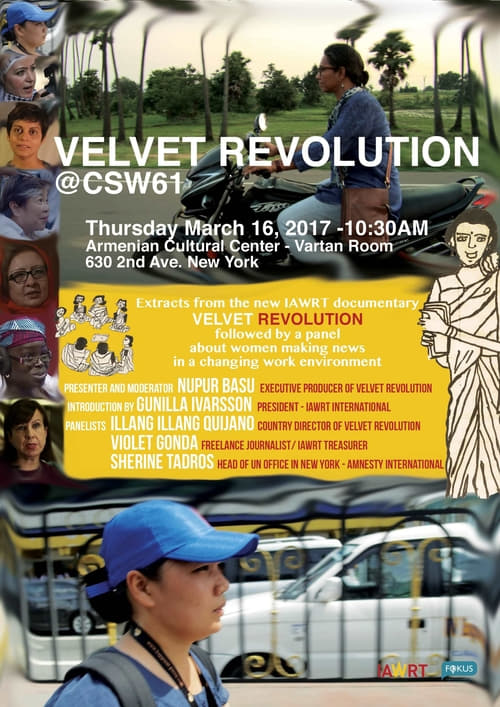 VELVET REVOLUTION
@CSW61
Thursday March 16, 2017 -10:30AM
Armenian Cultural Center - Vartan Room
630 2nd Ave. New York
Extracts from the new IAWRT documentary
VELVET REVOLUTION
followed by a panel
about women making news
in a changing work environment
PRESENTER AND MODERATOR NUPUR BASU EXECUTIVE PRODUCER OF VELVET REVOLUTION
INTRODUCTION BY GUNILLA IVARSSON PRESIDENT - IAWRT INTERNATIONAL
PANELISTS ILLANG ILLANG QUIJANO COUNTRY DIRECTOR OF VELVET REVOLUTION
VIOLET GONDA FREELANCE JOURNALIST/ IAWRT TREASURER
SHERINE TADROS HEAD OF UN OFFICE IN NEW YORK - AMNESTY INTERNATIONAL
IAWRT FOKUS